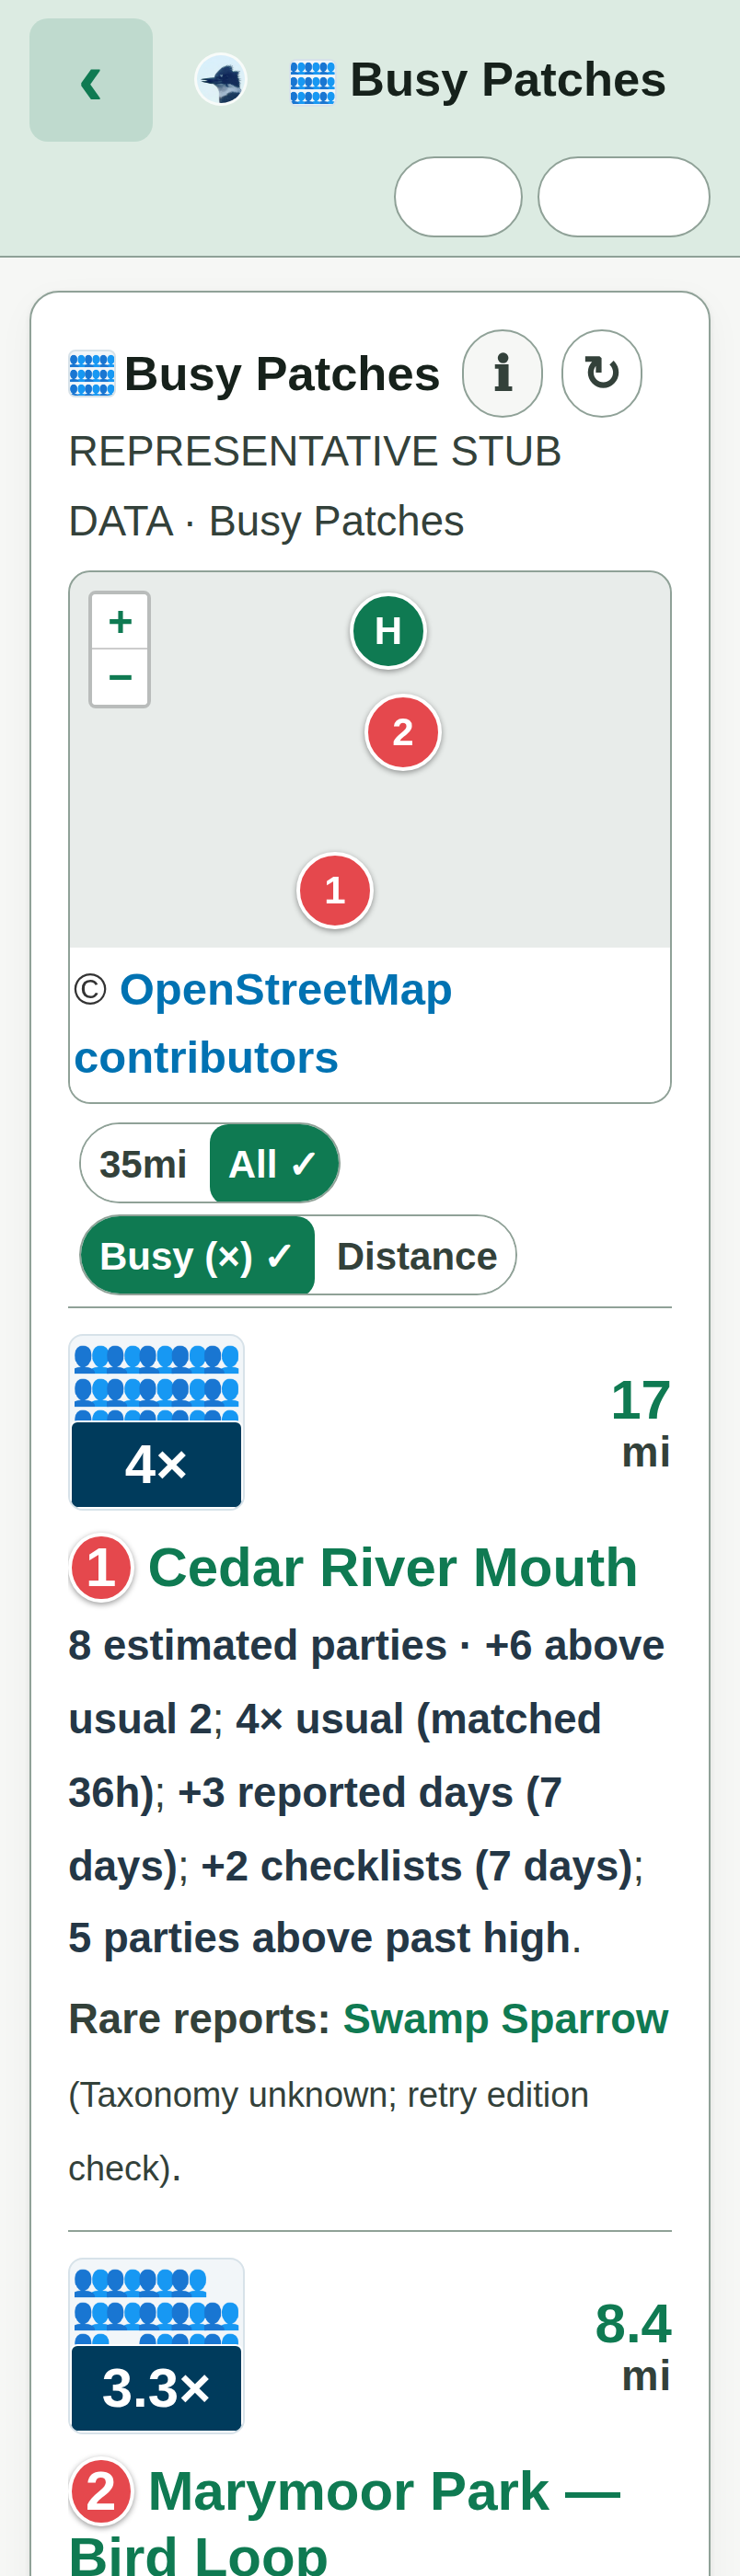 ‹ Busy Patches
Busy Patches ℹ ↻
REPRESENTATIVE STUB
DATA · Busy Patches
+
H
−
2
1
© OpenStreetMap
contributors
35mi All ✓
Busy (×) ✓ Distance
4×
17
mi
1 Cedar River Mouth
8 estimated parties · +6 above
usual 2; 4× usual (matched
36h); +3 reported days (7
days); +2 checklists (7 days);
5 parties above past high.
Rare reports: Swamp Sparrow
(Taxonomy unknown; retry edition
check).
3.3×
8.4
mi
2 Marymoor Park —
Bird Loop